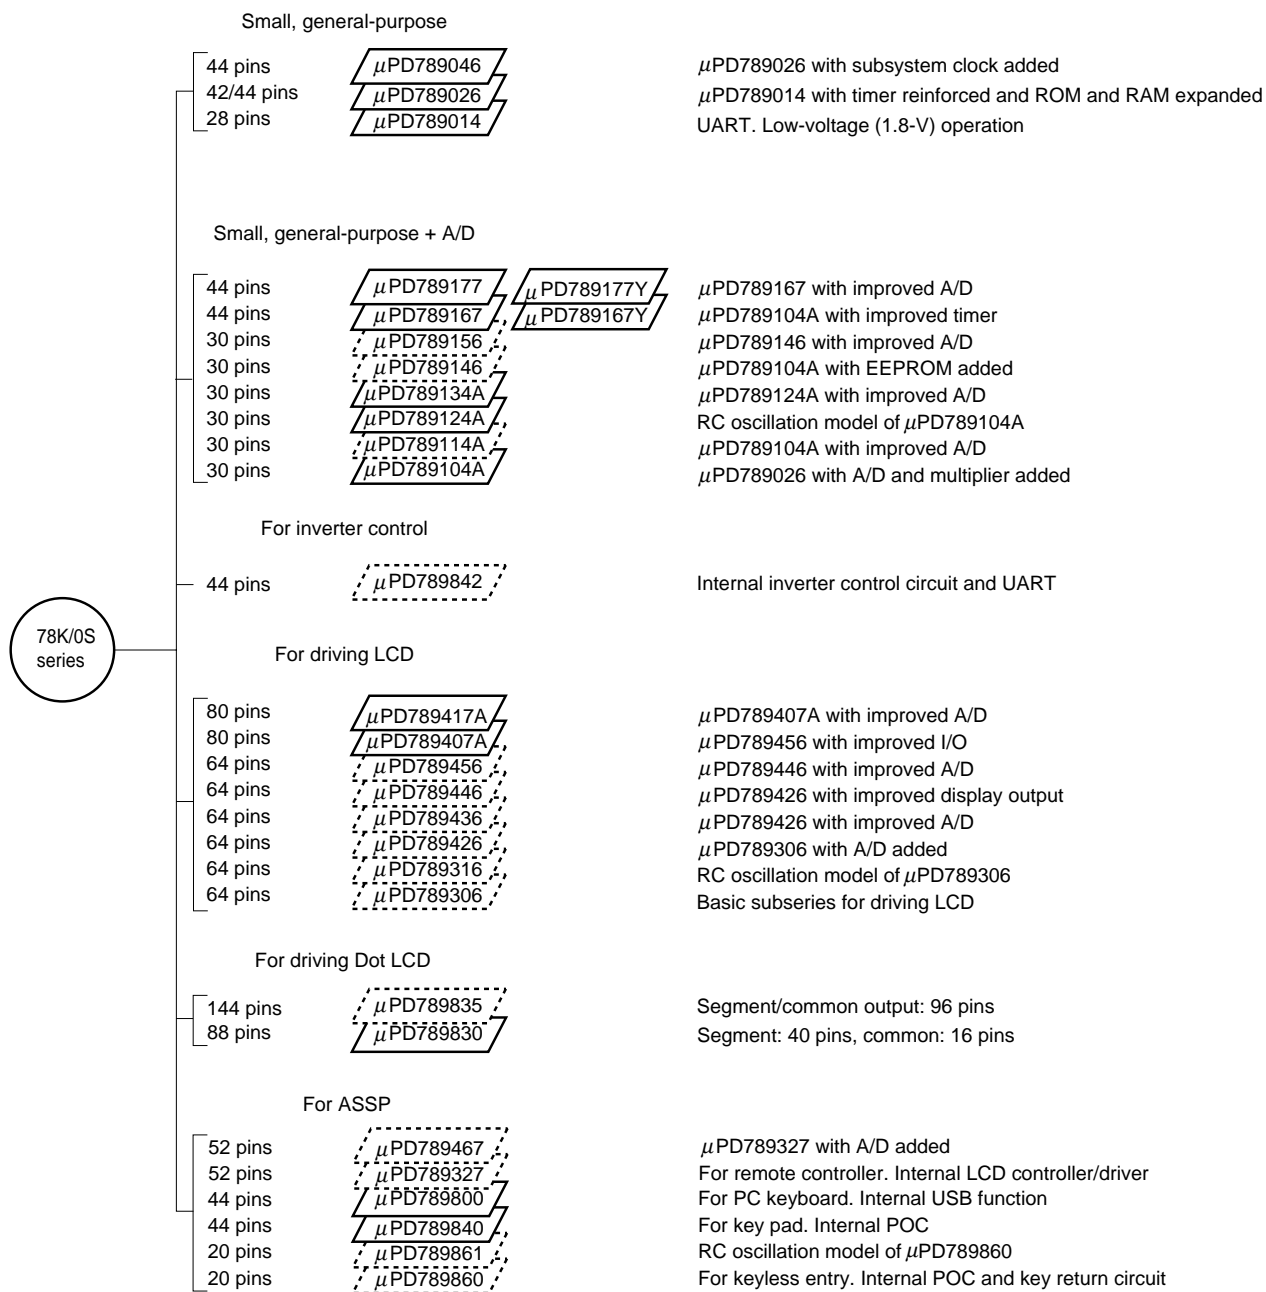 Small, general-purpose
44 pins μPD789046 μPD789026 with subsystem clock added
42/44 pins μPD789026 μPD789014 with timer reinforced and ROM and RAM expanded
28 pins μPD789014 UART. Low-voltage (1.8-V) operation
Small, general-purpose + A/D
44 pins μPD789177 μPD789177Y μPD789167 with improved A/D
44 pins μPD789167 μPD789167Y μPD789104A with improved timer
30 pins μPD789156 μPD789146 with improved A/D
30 pins μPD789146 μPD789104A with EEPROM added
30 pins μPD789134A μPD789124A with improved A/D
30 pins μPD789124A RC oscillation model of μPD789104A
30 pins μPD789114A μPD789104A with improved A/D
30 pins μPD789104A μPD789026 with A/D and multiplier added
For inverter control
44 pins μPD789842 Internal inverter control circuit and UART
78K/0S
series
For driving LCD
80 pins μPD789417A μPD789407A with improved A/D
80 pins μPD789407A μPD789456 with improved I/O
64 pins μPD789456 μPD789446 with improved A/D
64 pins μPD789446 μPD789426 with improved display output
64 pins μPD789436 μPD789426 with improved A/D
64 pins μPD789426 μPD789306 with A/D added
64 pins μPD789316 RC oscillation model of μPD789306
64 pins μPD789306 Basic subseries for driving LCD
For driving Dot LCD
144 pins μPD789835 Segment/common output: 96 pins
88 pins μPD789830 Segment: 40 pins, common: 16 pins
For ASSP
52 pins μPD789467 μPD789327 with A/D added
52 pins μPD789327 For remote controller. Internal LCD controller/driver
44 pins μPD789800 For PC keyboard. Internal USB function
44 pins μPD789840 For key pad. Internal POC
20 pins μPD789861 RC oscillation model of μPD789860
20 pins μPD789860 For keyless entry. Internal POC and key return circuit